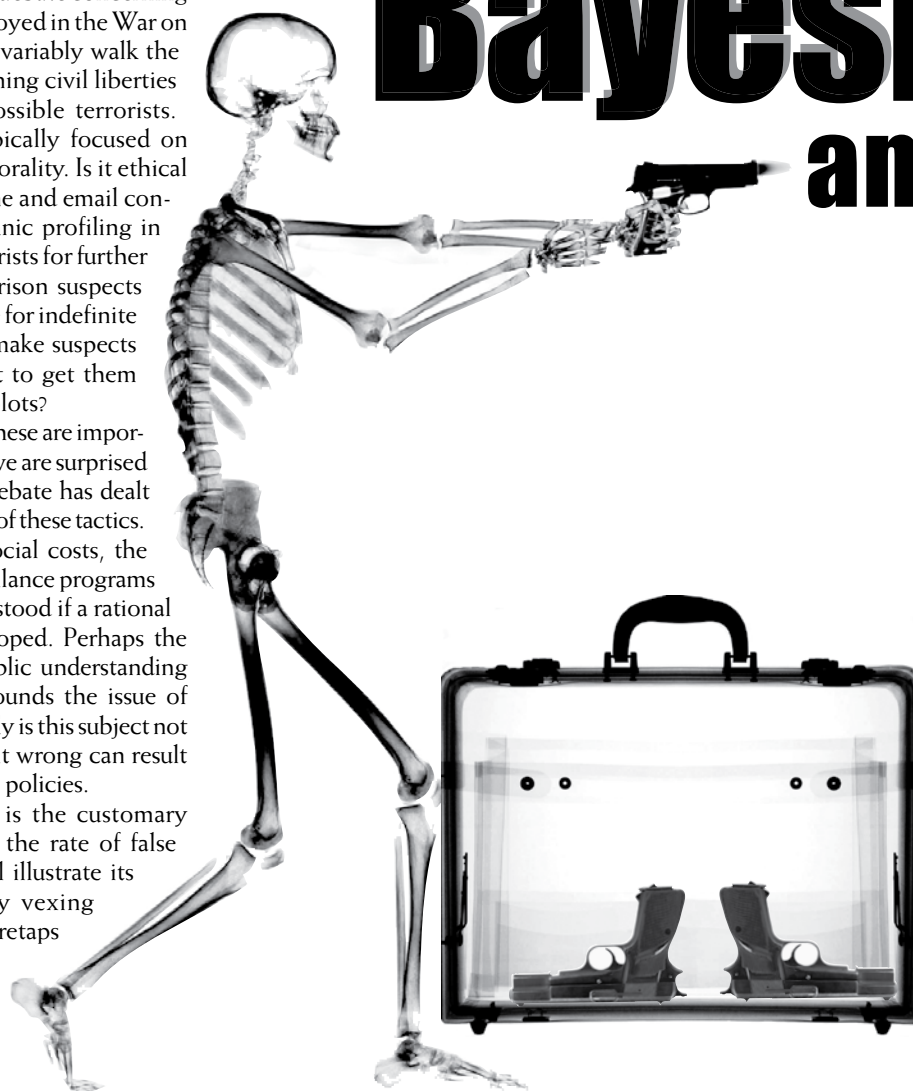 Bayesi
an
oyed in the War on
variably walk the
ning civil liberties
ossible terrorists.
pically focused on
orality. Is it ethical
e and email con-
nic profiling in
rists for further
rison suspects
for indefinite
make suspects
t to get them
lots?
hese are impor-
ve are surprised
ebate has dealt
of these tactics.
ocial costs, the
llance programs
stood if a rational
oped. Perhaps the
blic understanding
ounds the issue of
y is this subject not
t wrong can result
policies.
is the customary
the rate of false
l illustrate its
y vexing
retaps